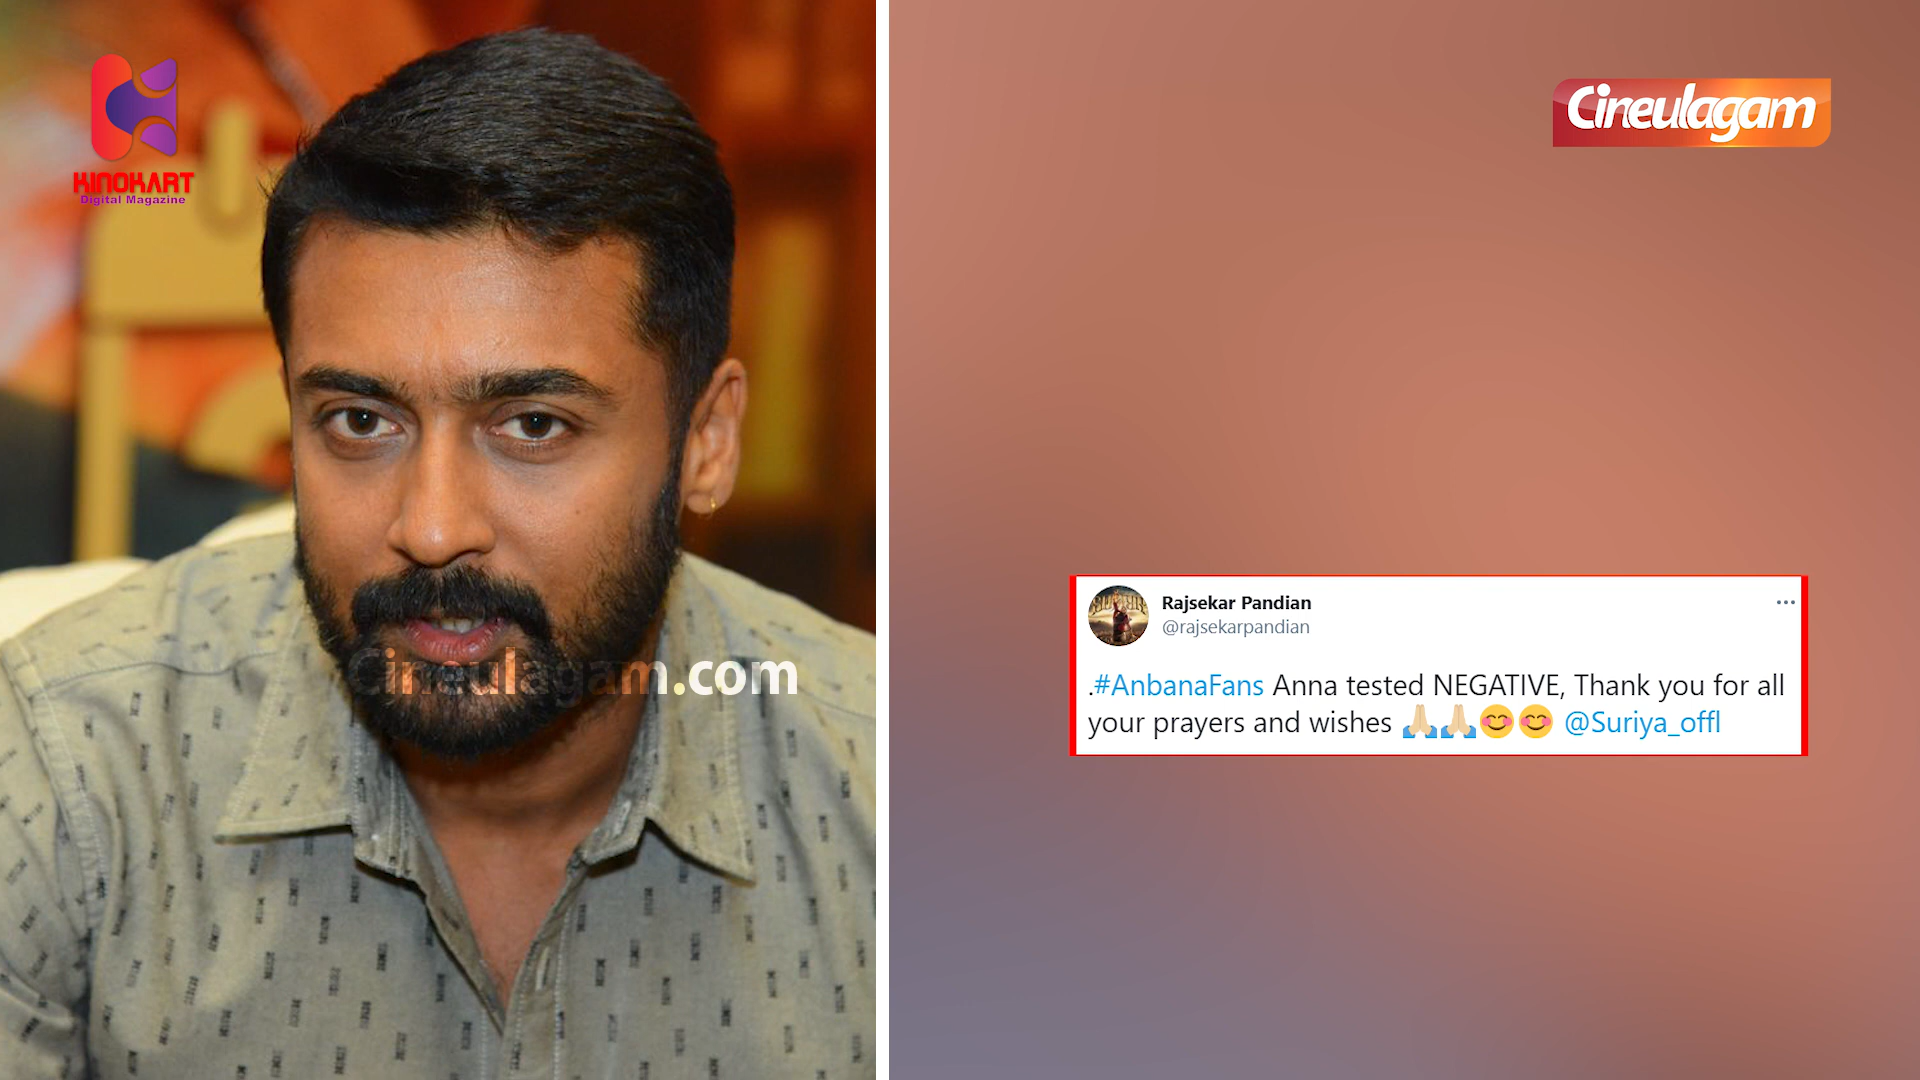 KINOKART
Digital Magazine
Cineulagam
Cineulagam.com
Rajsekar Pandian
@rajsekarpandian
.#AnbanaFans Anna tested NEGATIVE, Thank you for all
your prayers and wishes 🙏🏼🙏🏼😊😊 @Suriya_offl